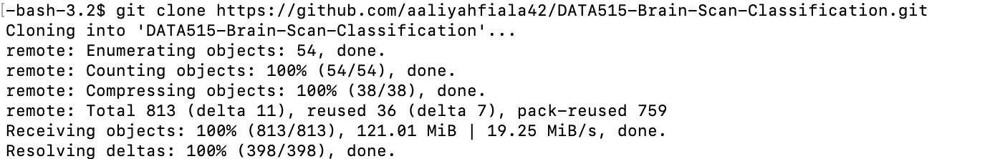 [-bash-3.2$ git clone https://github.com/aaliyahfiala42/DATA515-Brain-Scan-Classification.git
Cloning into 'DATA515-Brain-Scan-Classification'...
remote: Enumerating objects: 54, done.
remote: Counting objects: 100% (54/54), done.
remote: Compressing objects: 100% (38/38), done.
remote: Total 813 (delta 11), reused 36 (delta 7), pack-reused 759
Receiving objects: 100% (813/813), 121.01 MiB | 19.25 MiB/s, done.
Resolving deltas: 100% (398/398), done.